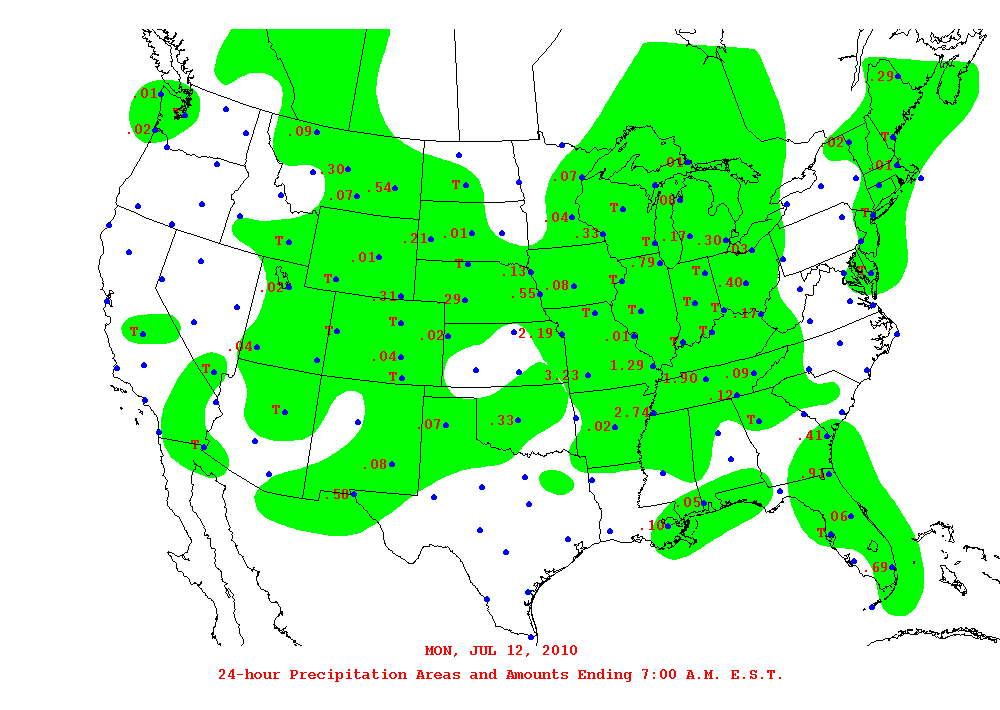 .29
.01
T
.02
.09
T
.02
.01
.01
.30
.07
.54
T
.07
.08
.04
T
T
.33
.21
.01
T
.17
.30
.03
T
.01
T
.79
T
T
.13
T
T
.02
.31
.29
.55
.08
.40
T
T
.17
T
T
T
.02
2.19
.01
T
T
.04
.04
1.29
T
T
3.23
1.90
.09
.12
T
.07
.33
.02
2.74
T
.41
T
.08
.9
.50
.05
.06
.10
T
.69
MON, JUL 12, 2010
24-hour Precipitation Areas and Amounts Ending 7:00 A.M. E.S.T.